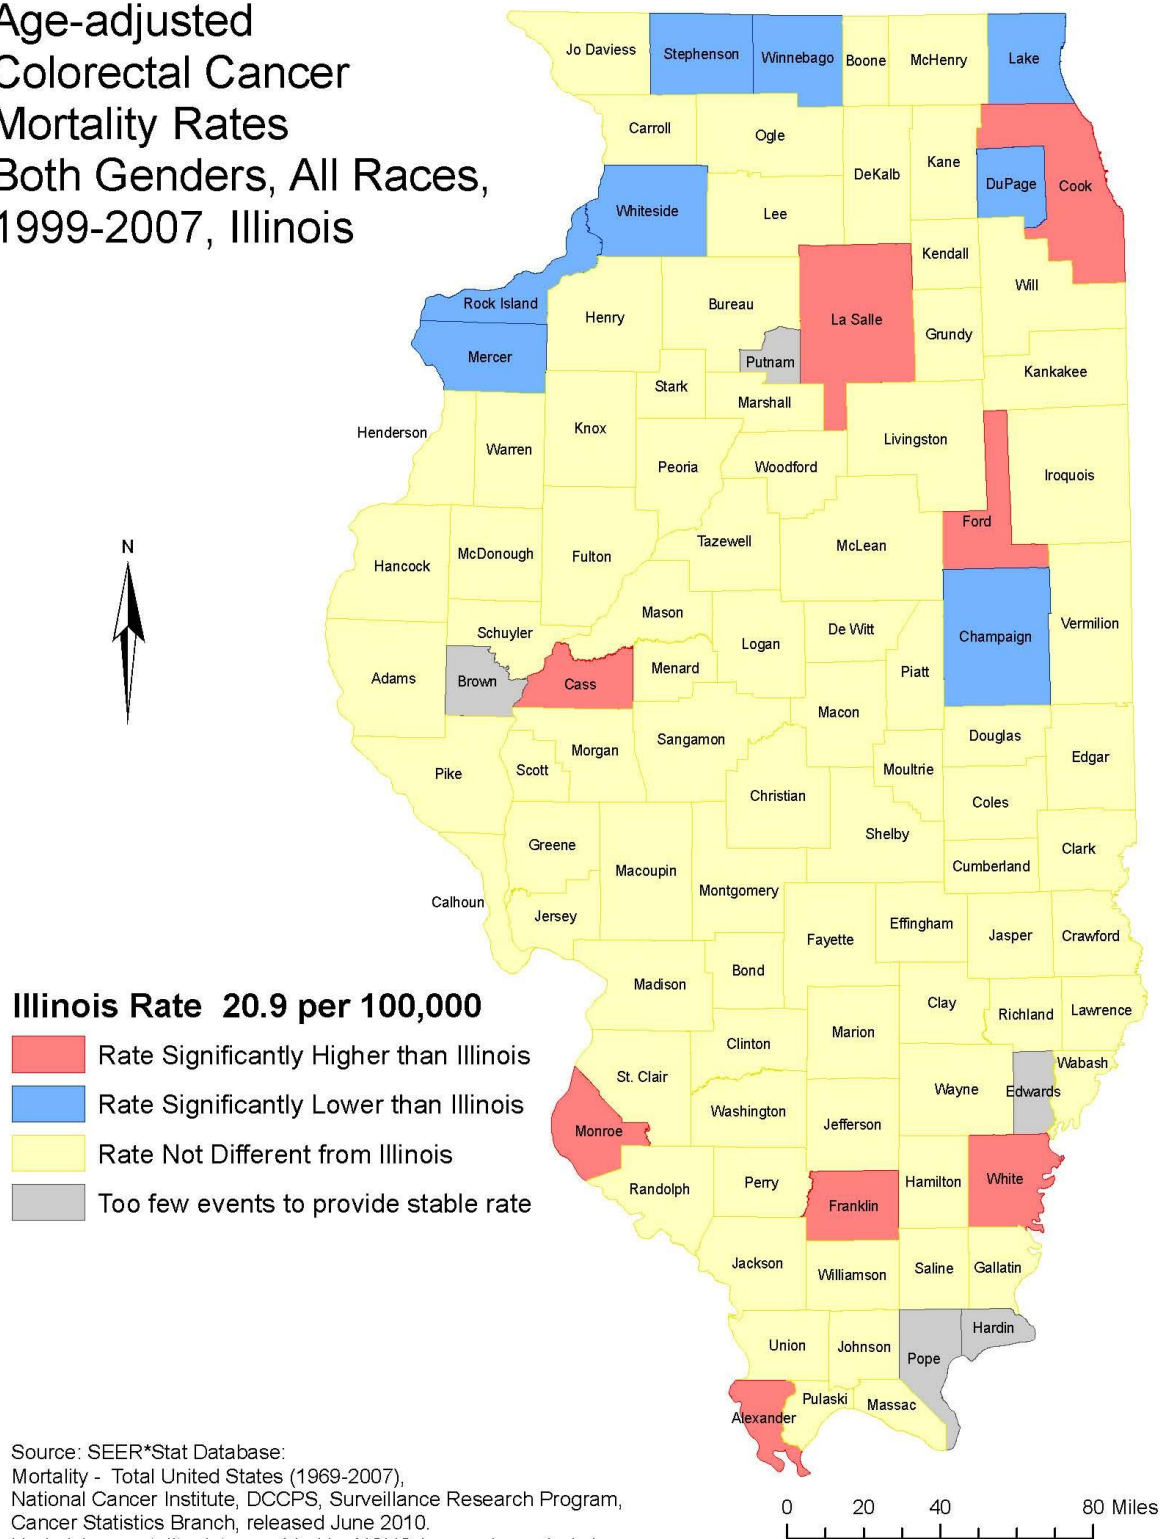 Age-adjusted
Colorectal Cancer
Mortality Rates
Both Genders, All Races,
1999-2007, Illinois
Jo Daviess
Stephenson
Winnebago
Boone
McHenry
Lake
Carroll
Ogle
DeKalb
Kane
DuPage
Cook
Whiteside
Lee
Kendall
Will
Rock Island
Henry
Bureau
La Salle
Grundy
Mercer
Putnam
Kankakee
Stark
Marshall
Henderson
Warren
Knox
Peoria
Woodford
Livingston
Iroquois
Ford
N
Hancock
McDonough
Fulton
Tazewell
McLean
Mason
Schuyler
Logan
De Witt
Champaign
Vermilion
Adams
Brown
Cass
Menard
Piatt
Macon
Pike
Scott
Morgan
Sangamon
Christian
Moultrie
Douglas
Edgar
Coles
Shelby
Greene
Macoupin
Montgomery
Cumberland
Clark
Calhoun
Jersey
Fayette
Effingham
Jasper
Crawford
Madison
Bond
Clay
Richland
Lawrence
Marion
Clinton
St. Clair
Wayne
Edwards
Wabash
Monroe
Washington
Jefferson
Randolph
Perry
Franklin
Hamilton
White
Jackson
Williamson
Saline
Gallatin
Union
Johnson
Pope
Hardin
Alexander
Pulaski
Massac
Illinois Rate 20.9 per 100,000
Rate Significantly Higher than Illinois
Rate Significantly Lower than Illinois
Rate Not Different from Illinois
Too few events to provide stable rate
Source: SEER*Stat Database:
Mortality - Total United States (1969-2007),
National Cancer Institute, DCCPS, Surveillance Research Program,
Cancer Statistics Branch, released June 2010.
0 20 40 80 Miles